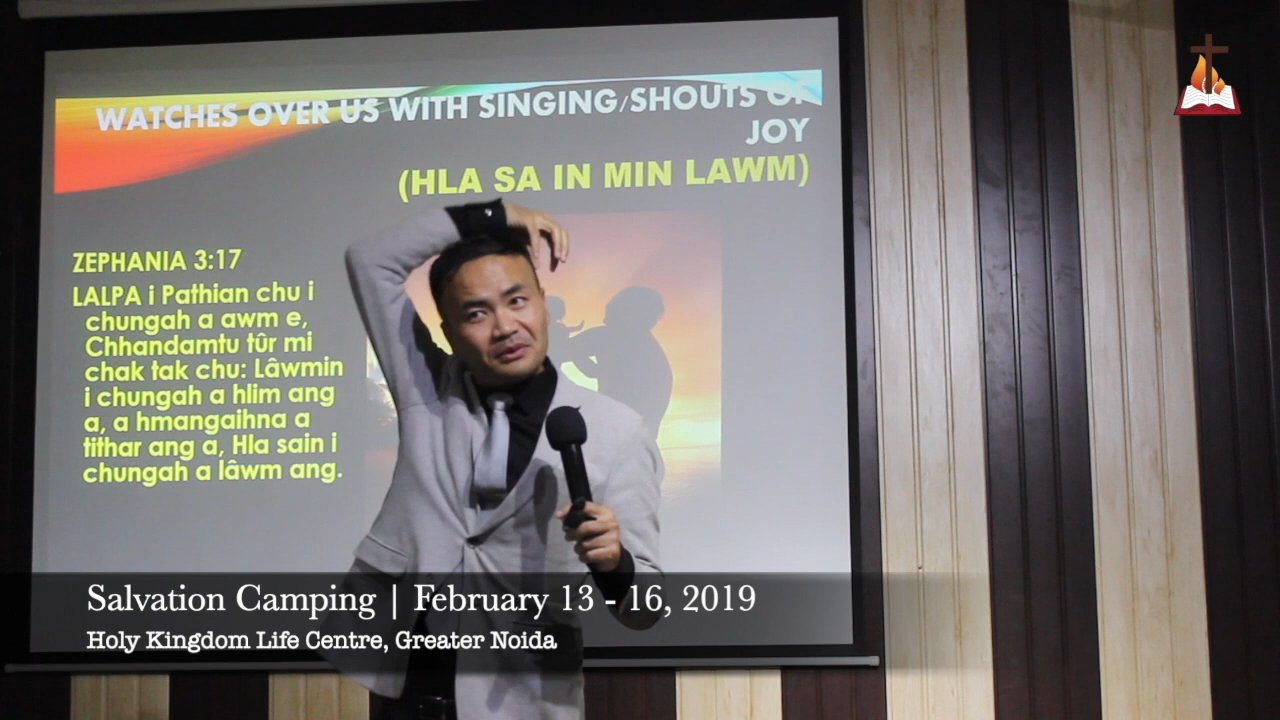 WATCHES OVER US WITH SINGING/SHOUTS OF
JOY
(HLA SA IN MIN LAWM)
ZEPHANIA 3:17
LALPA i Pathian chu i
chungah a awm e,
Chhandamtu tûr mi
chak tak chu: Lâwmin
i chungah a hlim ang
a, a hmangaihna a
tithar ang a, Hla sain i
chungah a lâwm ang.
Salvation Camping | February 13 - 16, 2019
Holy Kingdom Life Centre, Greater Noida